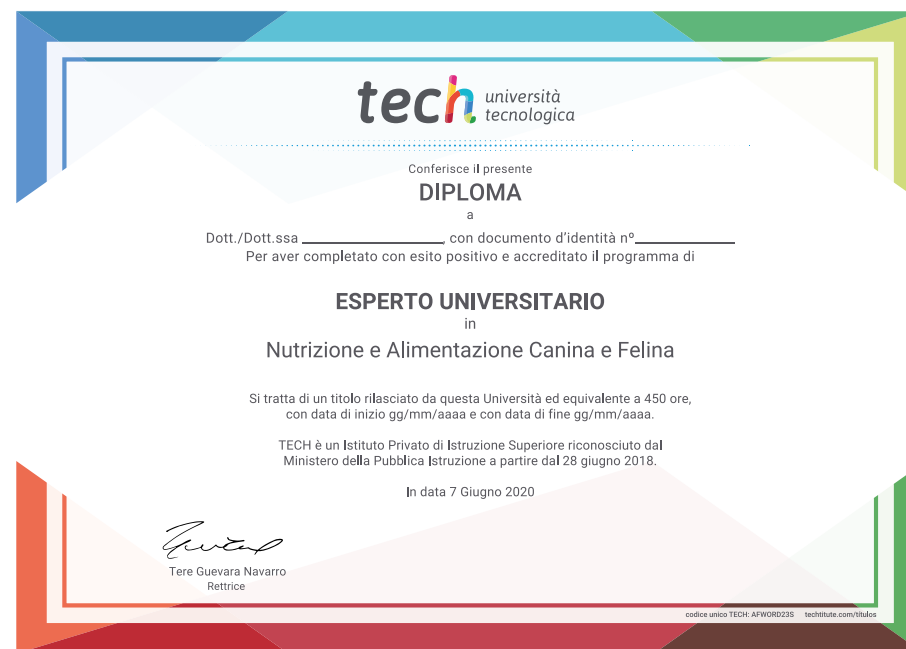 tech università
tecnologica
Conferisce il presente
DIPLOMA
a
Dott./Dott.ssa ____________________, con documento d'identità nº______________
Per aver completato con esito positivo e accreditato il programma di
ESPERTO UNIVERSITARIO
in
Nutrizione e Alimentazione Canina e Felina
Si tratta di un titolo rilasciato da questa Università ed equivalente a 450 ore,
con data di inizio gg/mm/aaaa e con data di fine gg/mm/aaaa.
TECH è un Istituto Privato di Istruzione Superiore riconosciuto dal
Ministero della Pubblica Istruzione a partire dal 28 giugno 2018.
In data 7 Giugno 2020
Tere Guevara Navarro
Rettrice
codice unico TECH: AFWORD23S techtitute.com/titulos